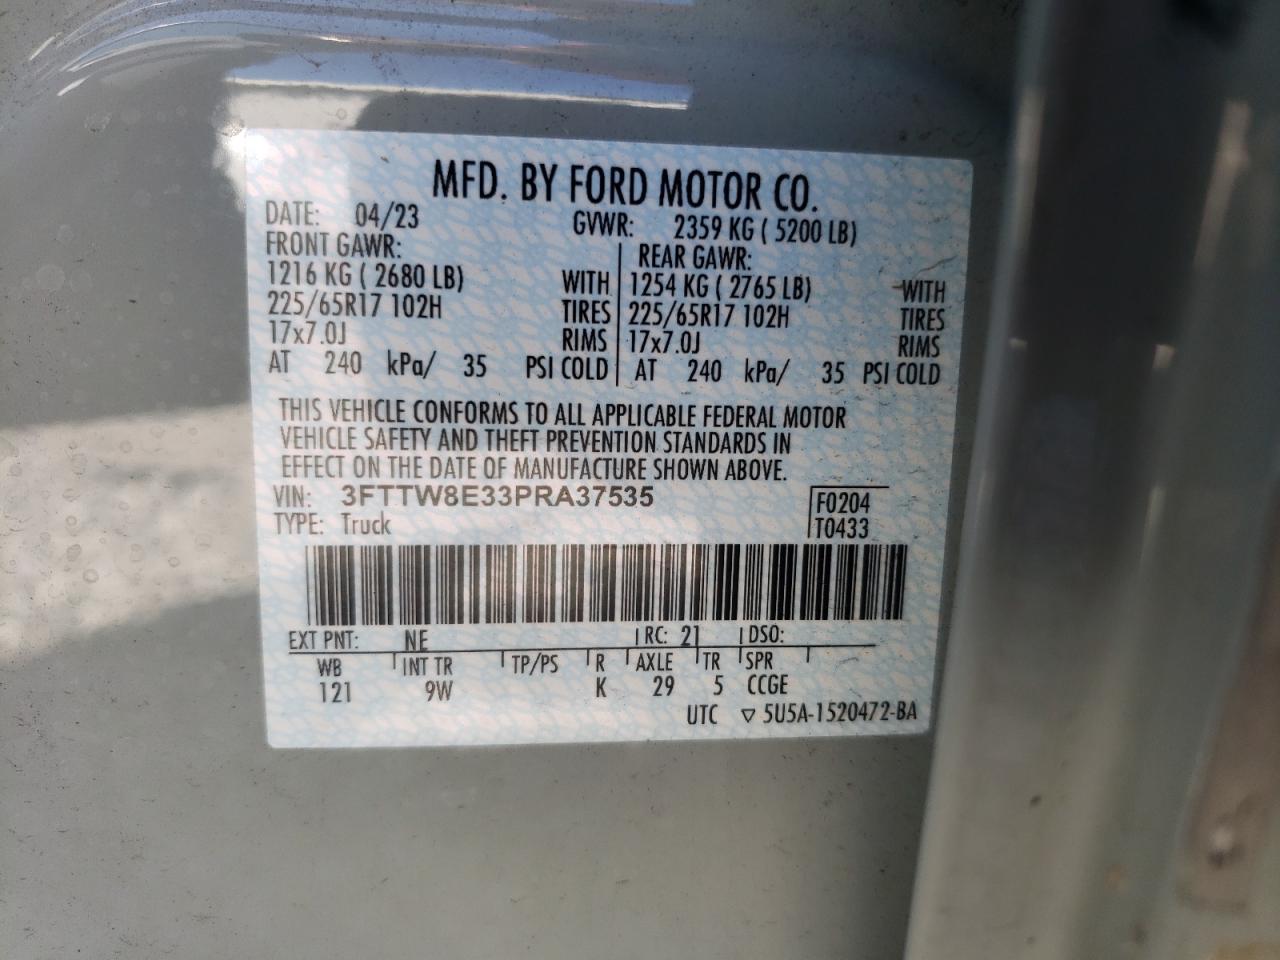 MFD. BY FORD MOTOR CO.
DATE: 04/23 GVWR: 2359 KG ( 5200 LB)
FRONT GAWR: REAR GAWR:
1216 KG ( 2680 LB) WITH 1254 KG ( 2765 LB) WITH
225/65R17 102H TIRES 225/65R17 102H TIRES
17x7.0J RIMS 17x7.0J RIMS
AT 240 kPa/ 35 PSI COLD AT 240 kPa/ 35 PSI COLD
THIS VEHICLE CONFORMS TO ALL APPLICABLE FEDERAL MOTOR
VEHICLE SAFETY AND THEFT PREVENTION STANDARDS IN
EFFECT ON THE DATE OF MANUFACTURE SHOWN ABOVE.
VIN: 3FTTW8E33PRA37535 F0204
TYPE: Truck T0433
EXT PNT: NE RC: 21 DSO:
WB INT TR TP/PS R AXLE TR SPR
121 9W K 29 5 CCGE
UTC ▽ 5U5A-1520472-BA